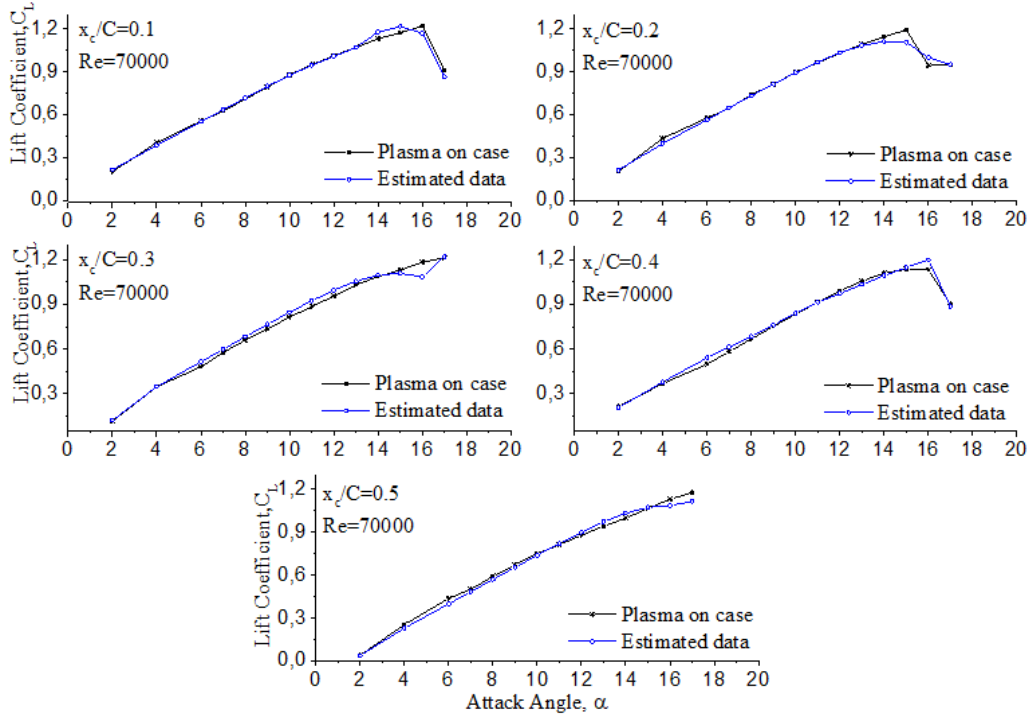 Lift Coefficient,C_L
1,2
0,9
0,6
0,3
0,0
x_c/C=0.1
Re=70000
Plasma on case
Estimated data
0 2 4 6 8 10 12 14 16 18 20
1,2
0,9
0,6
0,3
0,0
x_c/C=0.2
Re=70000
Plasma on case
Estimated data
0 2 4 6 8 10 12 14 16 18 20
Lift Coefficient,C_L
1,2
0,9
0,6
0,3
x_c/C=0.3
Re=70000
Plasma on case
Estimated data
0 2 4 6 8 10 12 14 16 18 20
1,2
0,9
0,6
0,3
x_c/C=0.4
Re=70000
Plasma on case
Estimated data
0 2 4 6 8 10 12 14 16 18 20
Lift Coefficient,C_L
1,2
0,9
0,6
0,3
0,0
x_c/C=0.5
Re=70000
Plasma on case
Estimated data
0 2 4 6 8 10 12 14 16 18 20
Attack Angle, α